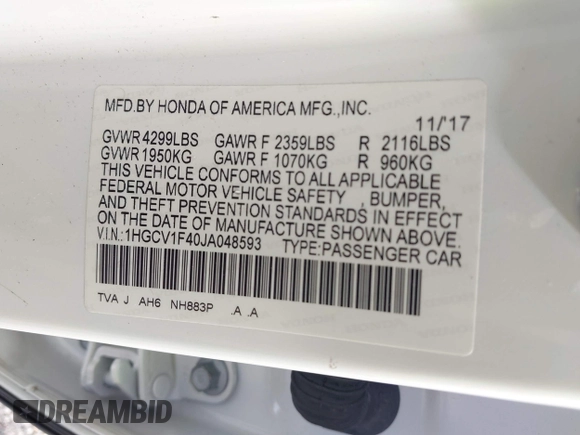 MFD.BY HONDA OF AMERICA MFG.,INC.
11/'17
GVWR 4299LBS GAWR F 2359LBS R 2116LBS
GVWR 1950KG GAWR F 1070KG R 960KG
THIS VEHICLE CONFORMS TO ALL APPLICABLE
FEDERAL MOTOR VEHICLE SAFETY , BUMPER,
AND THEFT PREVENTION STANDARDS IN EFFECT
ON THE DATE OF MANUFACTURE SHOWN ABOVE.
V.I.N.:1HGCV1F40JA048593 TYPE:PASSENGER CAR
TVA J AH6 NH883P .A .A
DREAMBID